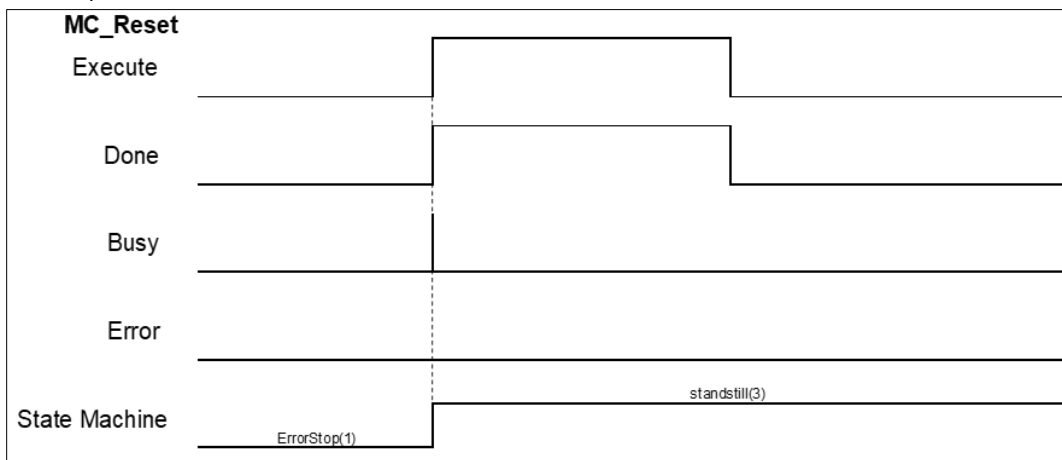 MC_Reset
Execute
Done
Busy
Error
standstill(3)
State Machine
ErrorStop(1)